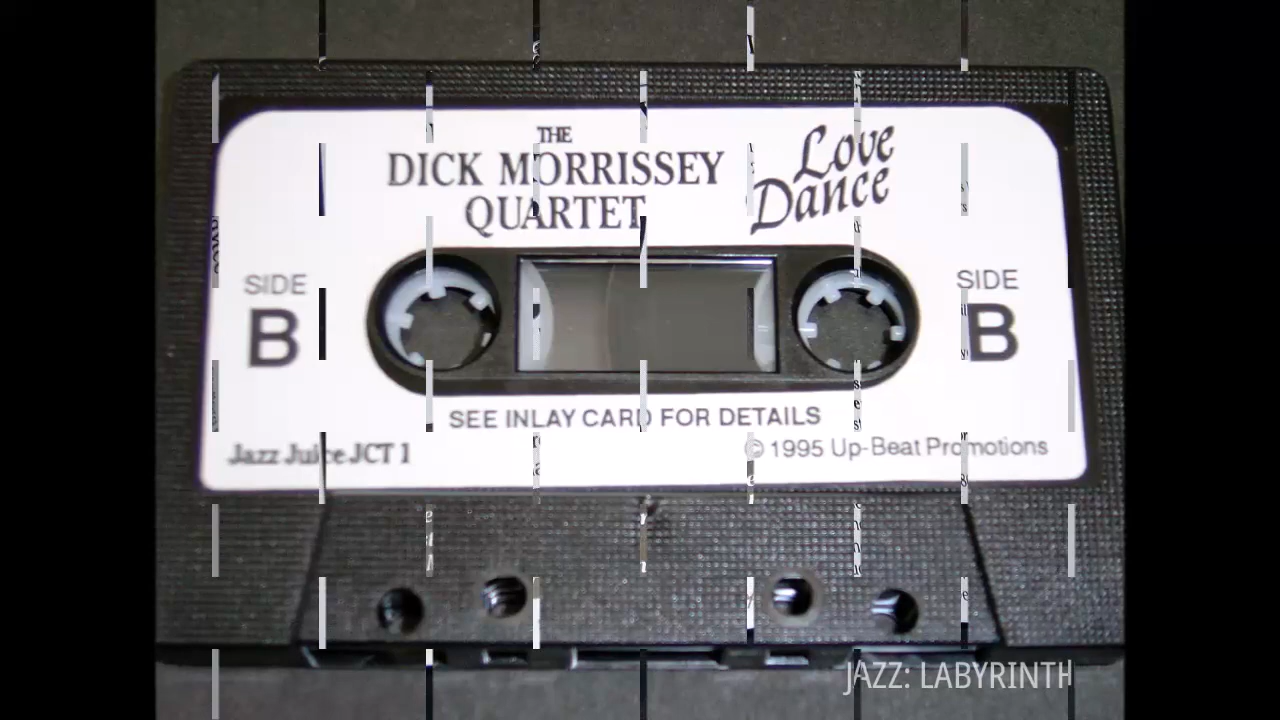 THE
DICK MORRISSEY
QUARTET
Love
Dance
SIDE
B
SIDE
B
SEE INLAY CARD FOR DETAILS
Jazz Juice JCT 1
© 1995 Up-Beat Promotions
JAZZ: LABYRINTH